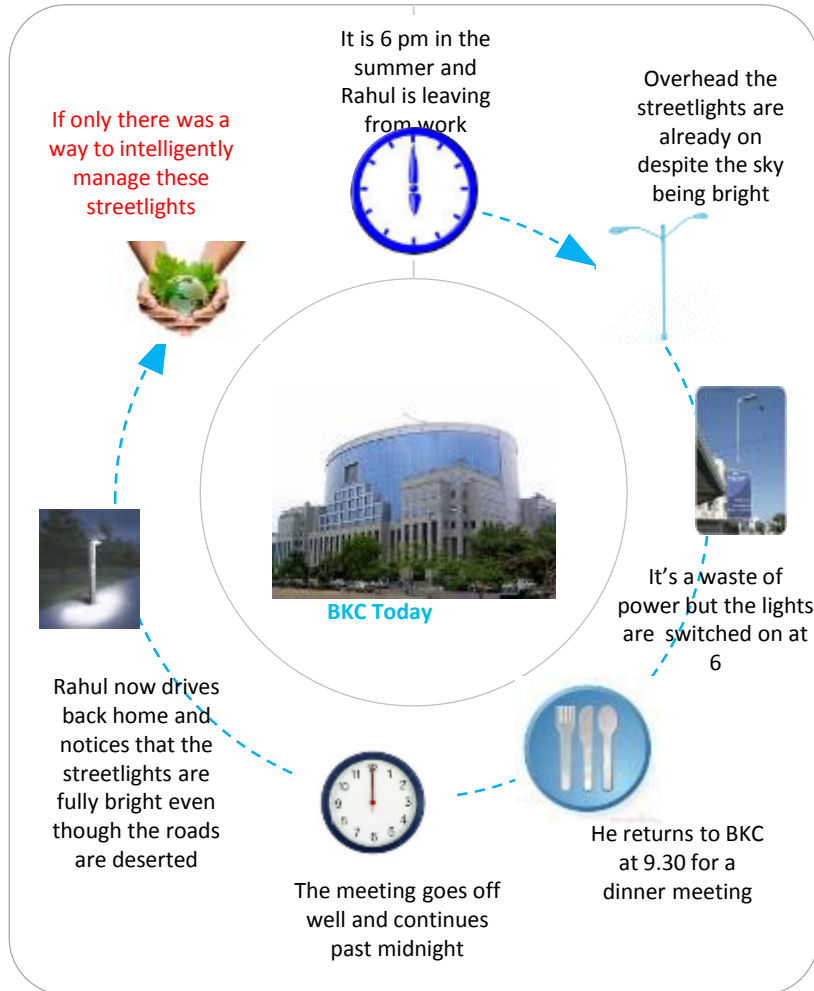 It is 6 pm in the
summer and
Rahul is leaving
from work
Overhead the
streetlights are
already on
despite the sky
being bright
It’s a waste of
power but the lights
are switched on at
6
He returns to BKC
at 9.30 for a
dinner meeting
The meeting goes off
well and continues
past midnight
Rahul now drives
back home and
notices that the
streetlights are
fully bright even
though the roads
are deserted
If only there was a
way to intelligently
manage these
streetlights
BKC Today